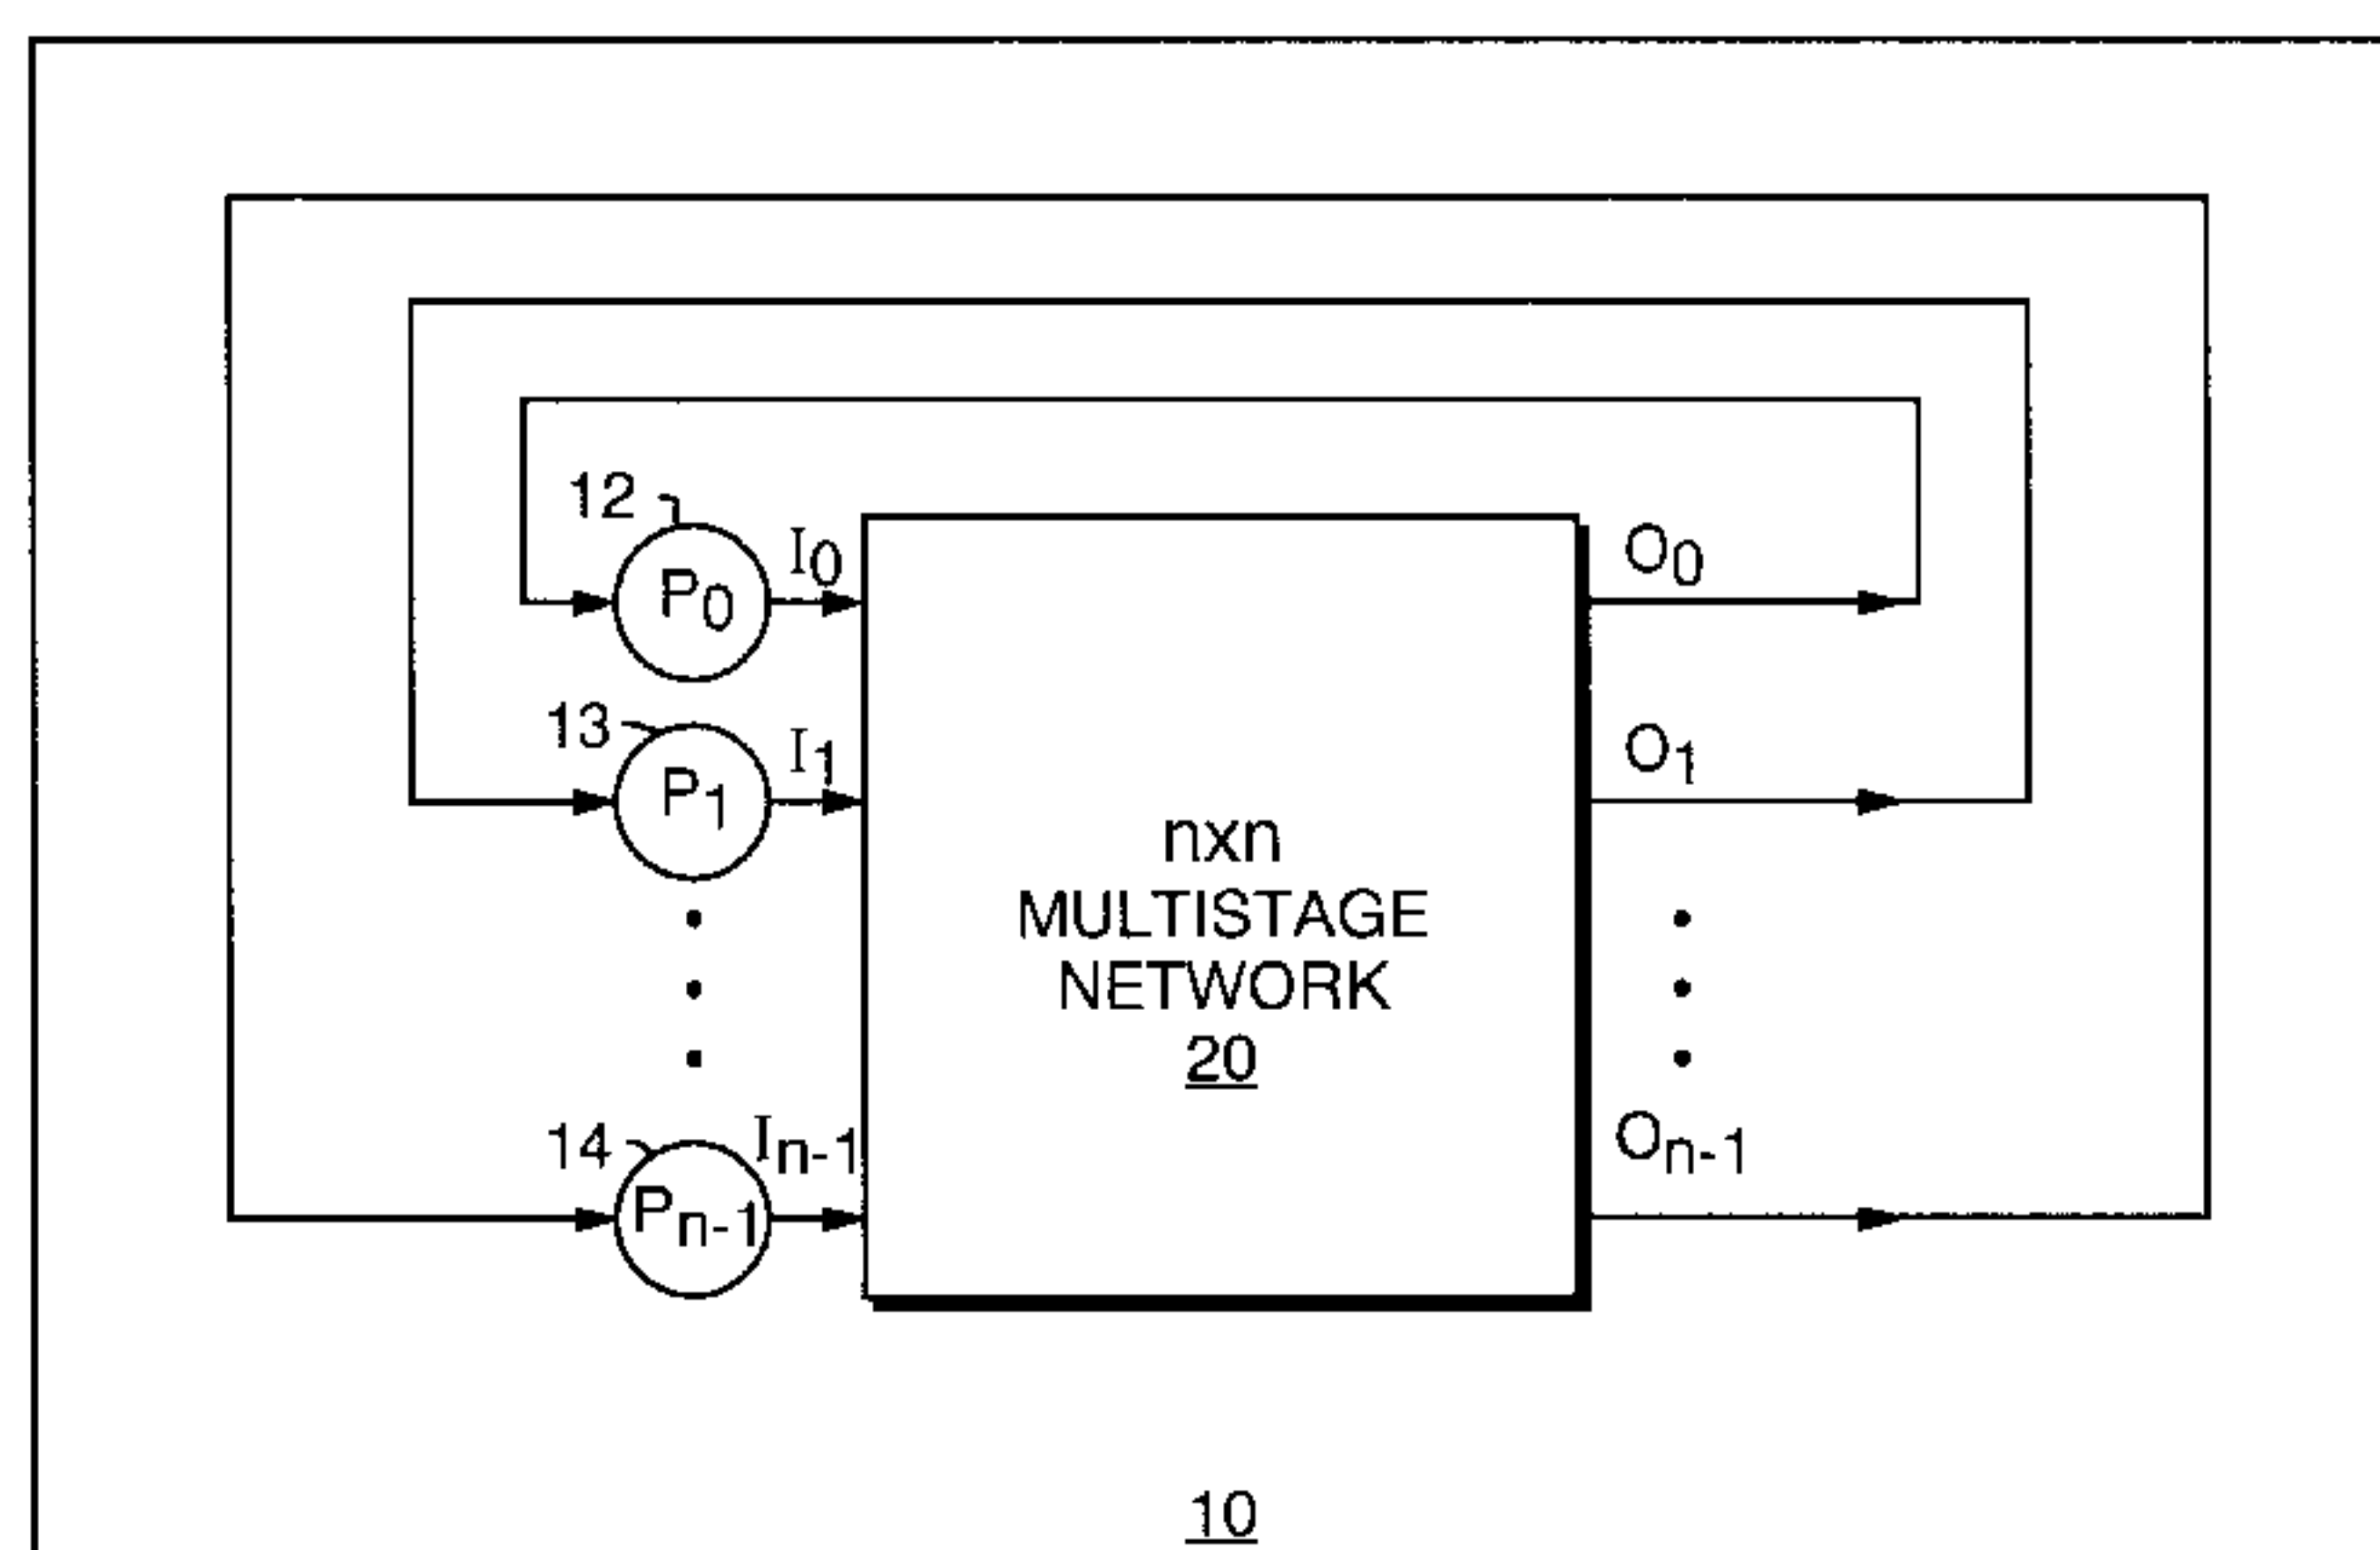 12
I0
O0
P0
13
I1
O1
P1
nxn
MULTISTAGE
NETWORK
20
14
In-1
On-1
Pn-1
10